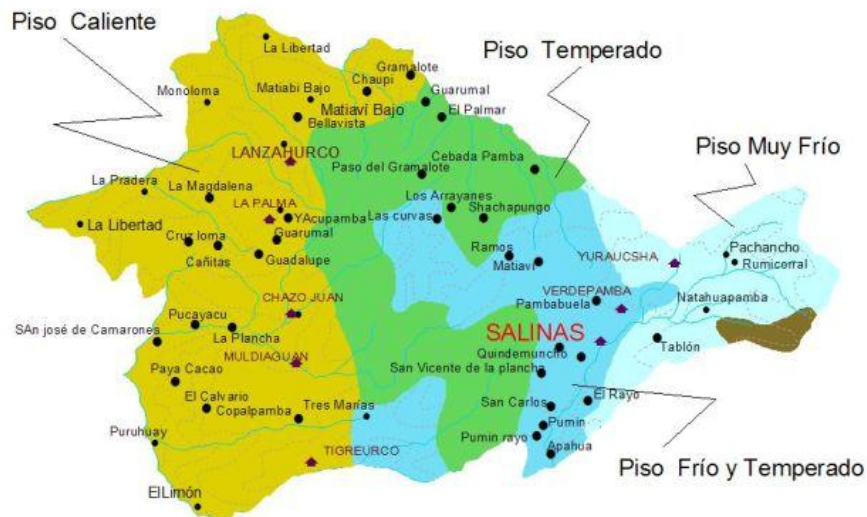 Piso Caliente
La Libertad
Gramalote
Piso Temperado
Chaupi
Monoloma
Matiabi Bajo
Guarumal
Matiaví Bajo
El Palmar
Bellavista
Piso Muy Frío
LANZAHURCO
Cebada Pamba
Paso del Gramalote
La Pradera
La Magdalena
Los Arrayanes
LA PALMA
Shachapungo
YAcupamba
Las curvas
La Libertad
Guarumal
Cruz loma
Ramos
Pachancho
Cañitas
Guadalupe
Matiaví
YURAUCSHA
Rumicorral
VERDEPAMBA
CHAZO JUAN
Pambabuela
Natahuapamba
Pucayacu
SAn josé de Camarones
La Plancha
SALINAS
Tablón
MULDIAGUAN
Quindemuncho
Paya Cacao
San Vicente de la plancha
El Calvario
Copalpamba
Tres Marías
San Carlos
El Rayo
Puruhuay
Pumin
Pumin rayo
TIGREURCO
Apahua
Piso Frío y Temperado
El Limón